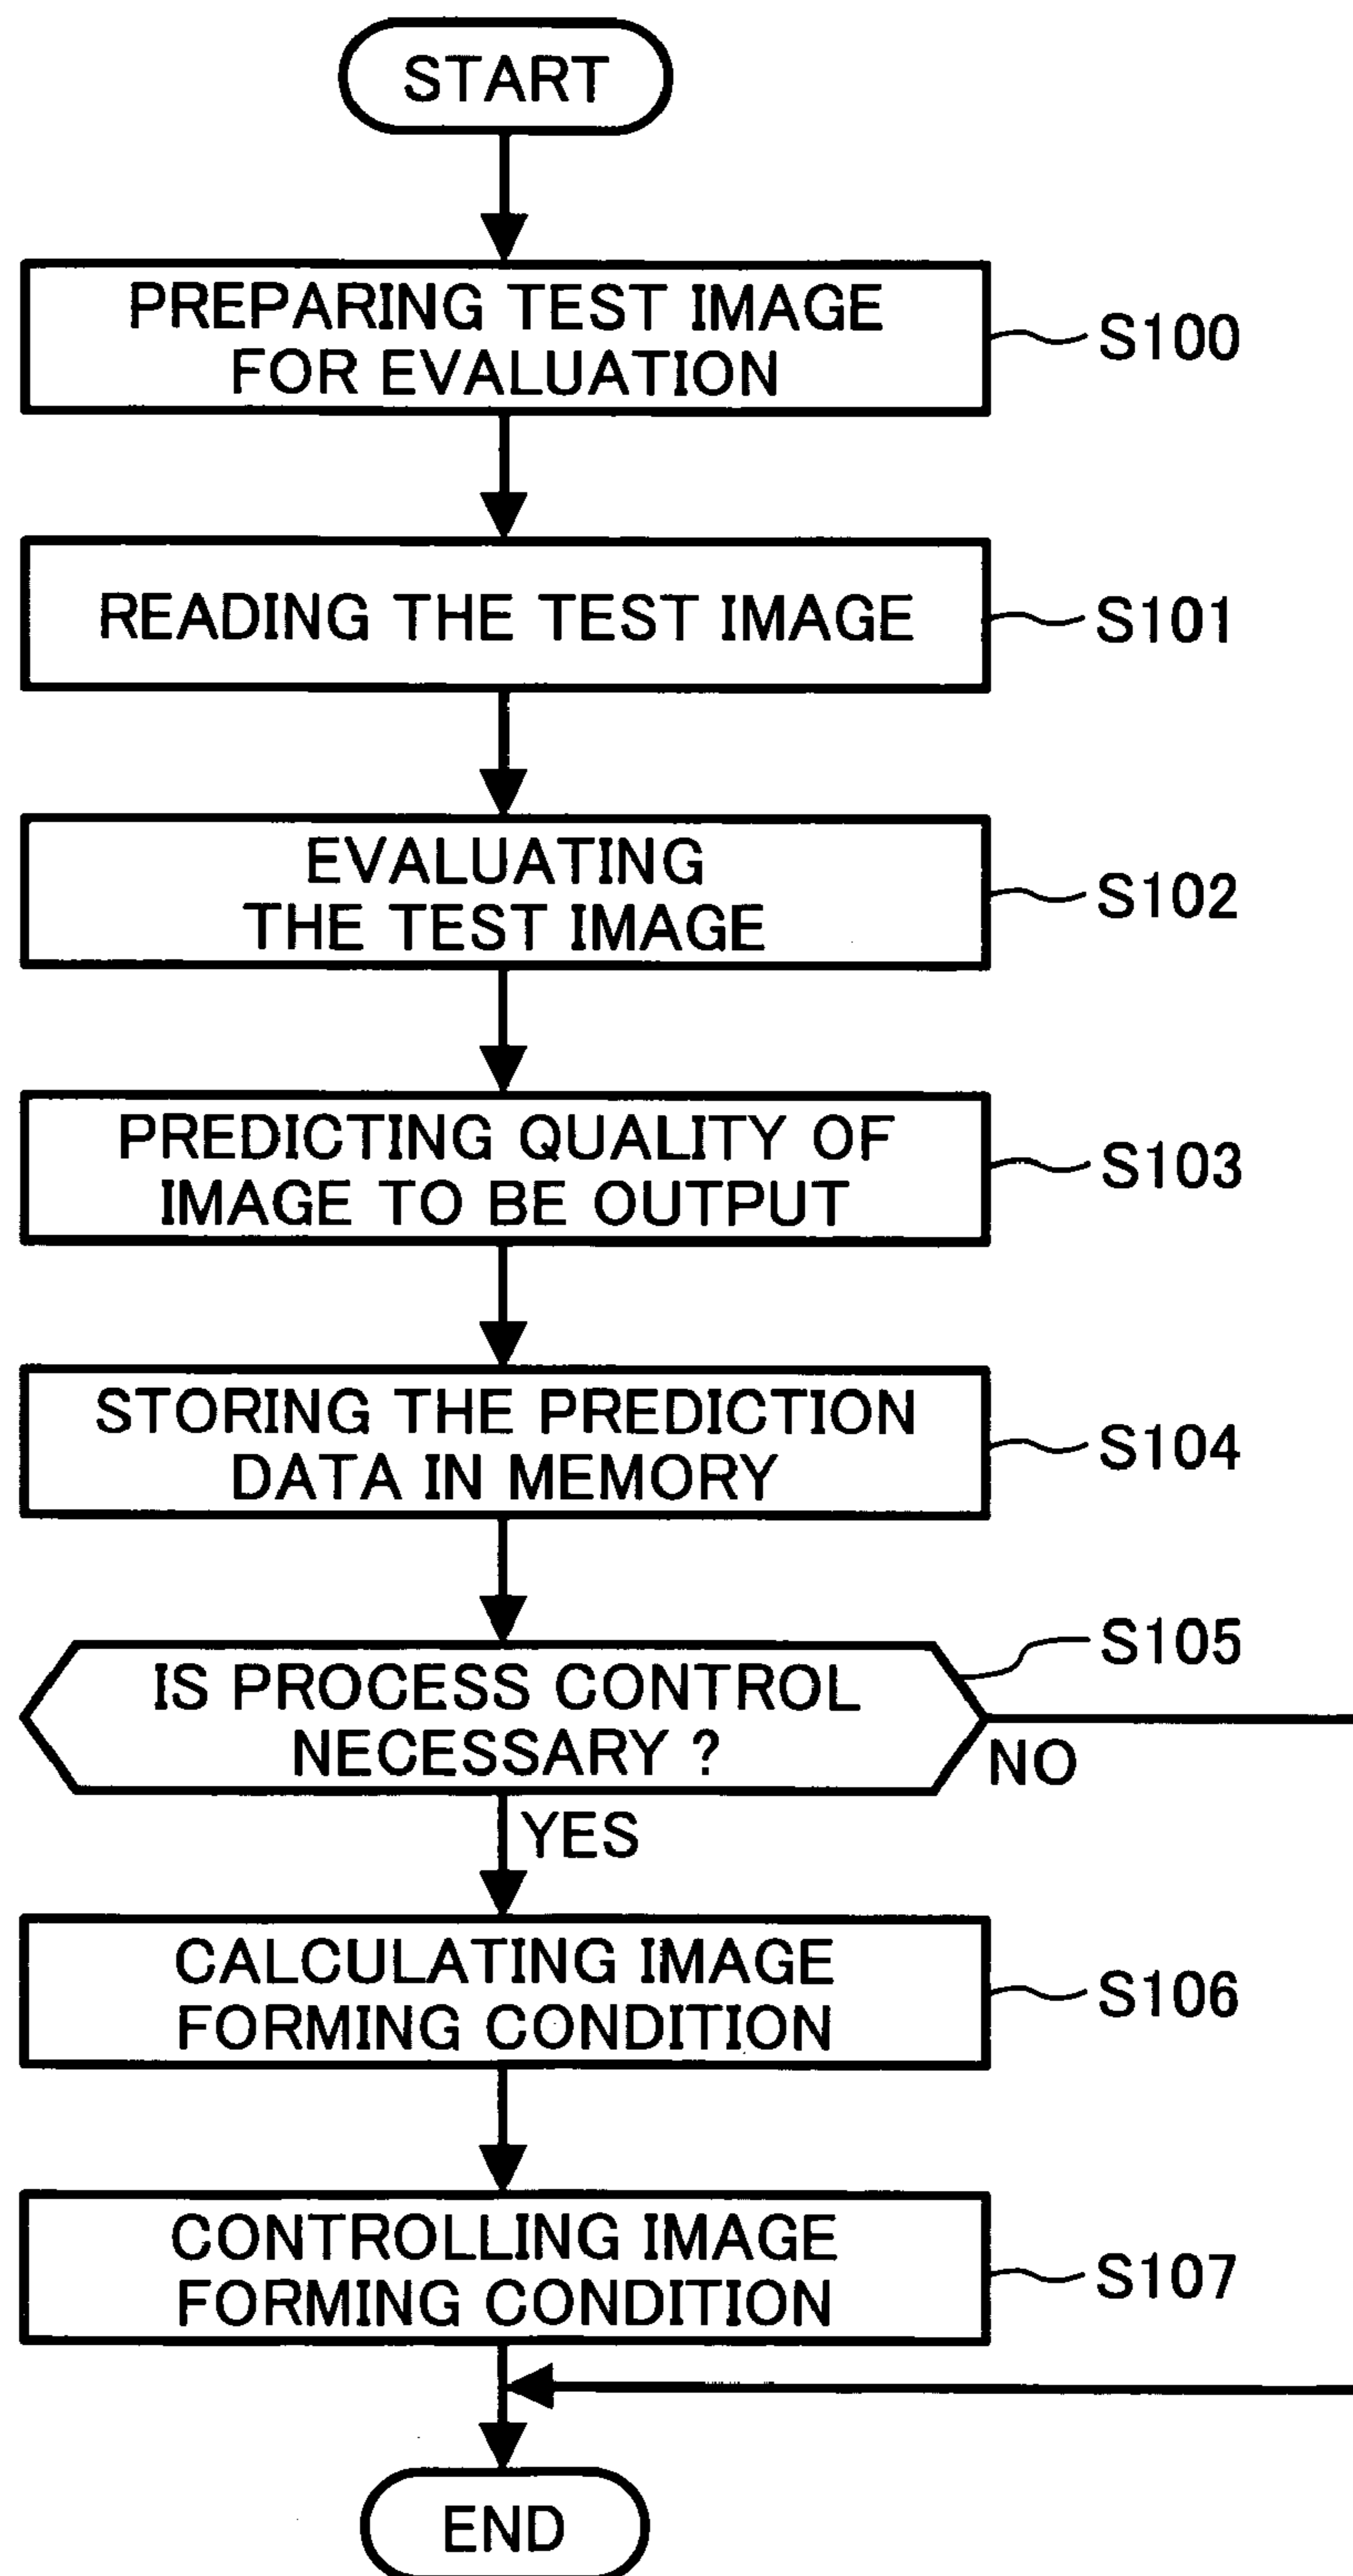 START
PREPARING TEST IMAGE
FOR EVALUATION
S100
READING THE TEST IMAGE
S101
EVALUATING
THE TEST IMAGE
S102
PREDICTING QUALITY OF
IMAGE TO BE OUTPUT
S103
STORING THE PREDICTION
DATA IN MEMORY
S104
IS PROCESS CONTROL
NECESSARY ?
S105
NO
YES
CALCULATING IMAGE
FORMING CONDITION
S106
CONTROLLING IMAGE
FORMING CONDITION
S107
END